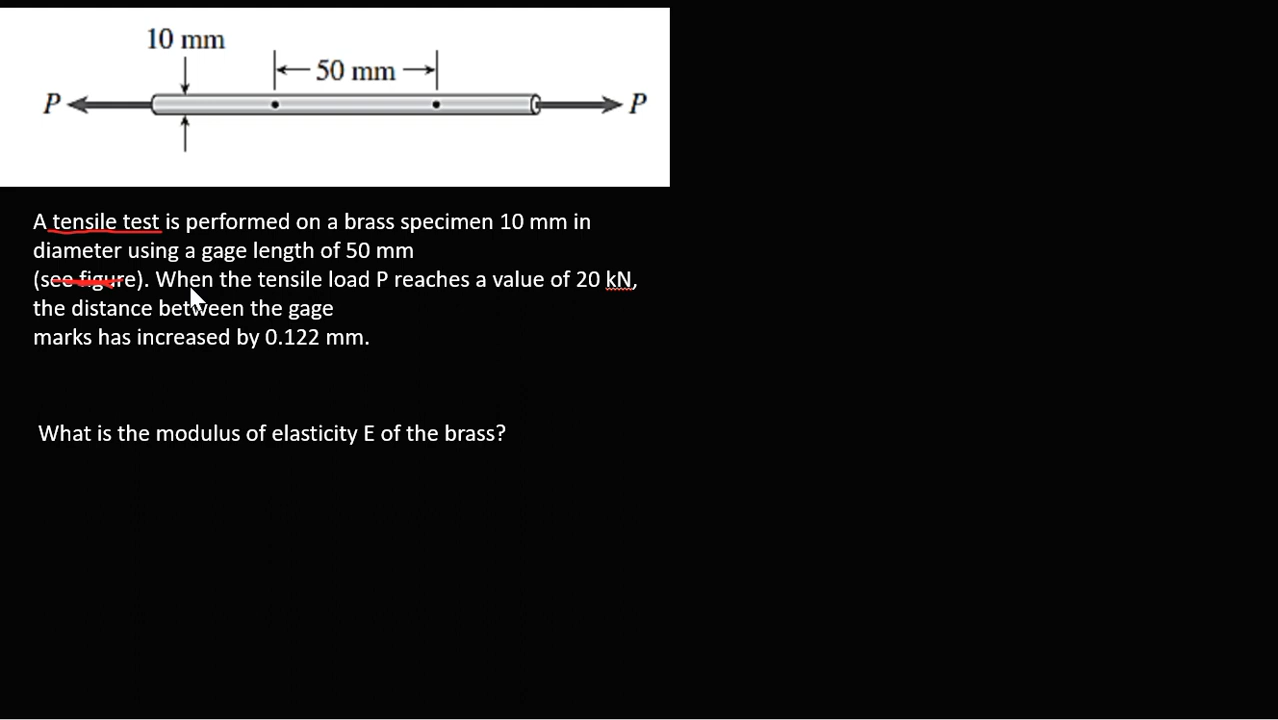 10 mm
50 mm
P
P
A tensile test is performed on a brass specimen 10 mm in
diameter using a gage length of 50 mm
(see figure). When the tensile load P reaches a value of 20 kN,
the distance between the gage
marks has increased by 0.122 mm.
What is the modulus of elasticity E of the brass?